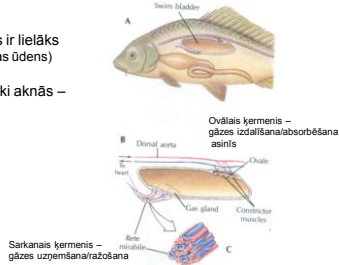 s ir lielāks
as ūdens)
ki aknās –
Swim bladder
A
Ovālais ķermenis –
gāzes izdalīšana/absorbēšana
asinīs
B
Dorsal aorta
Ovale
To
heart
Gas gland
Constrictor
muscles
Rete
mirabile
C
Sarkanais ķermenis –
gāzes uzņemšana/ražošana